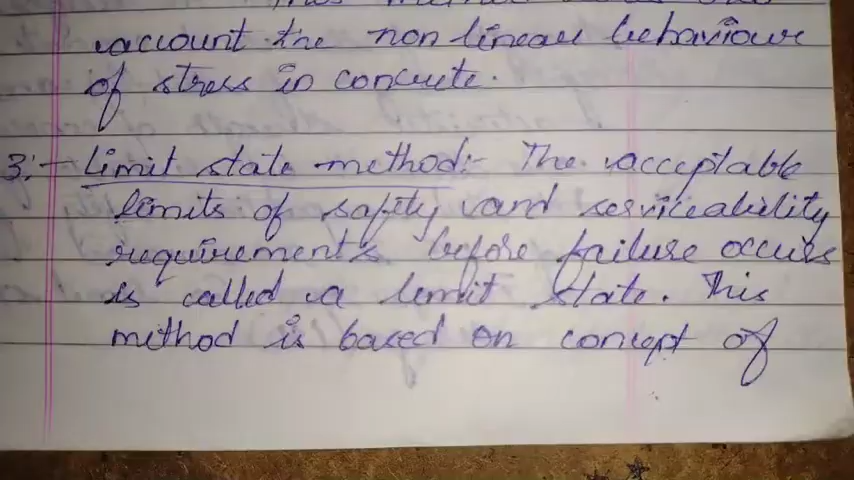 account the non linear behaviour
of stress in concrete.
3:- Limit state method:- The acceptable
limits of safety and serviceability
requirements before failure occurs
is called a limit state. This
method is based on concept of